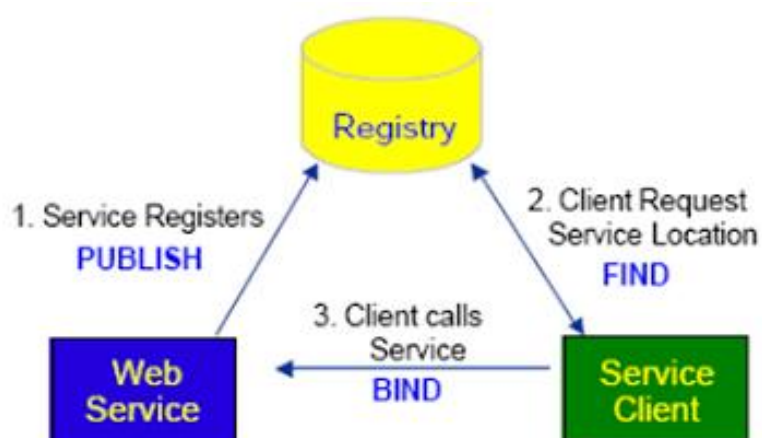 Registry
1. Service Registers
PUBLISH
2. Client Request
Service Location
FIND
3. Client calls
Service
BIND
Web
Service
Service
Client